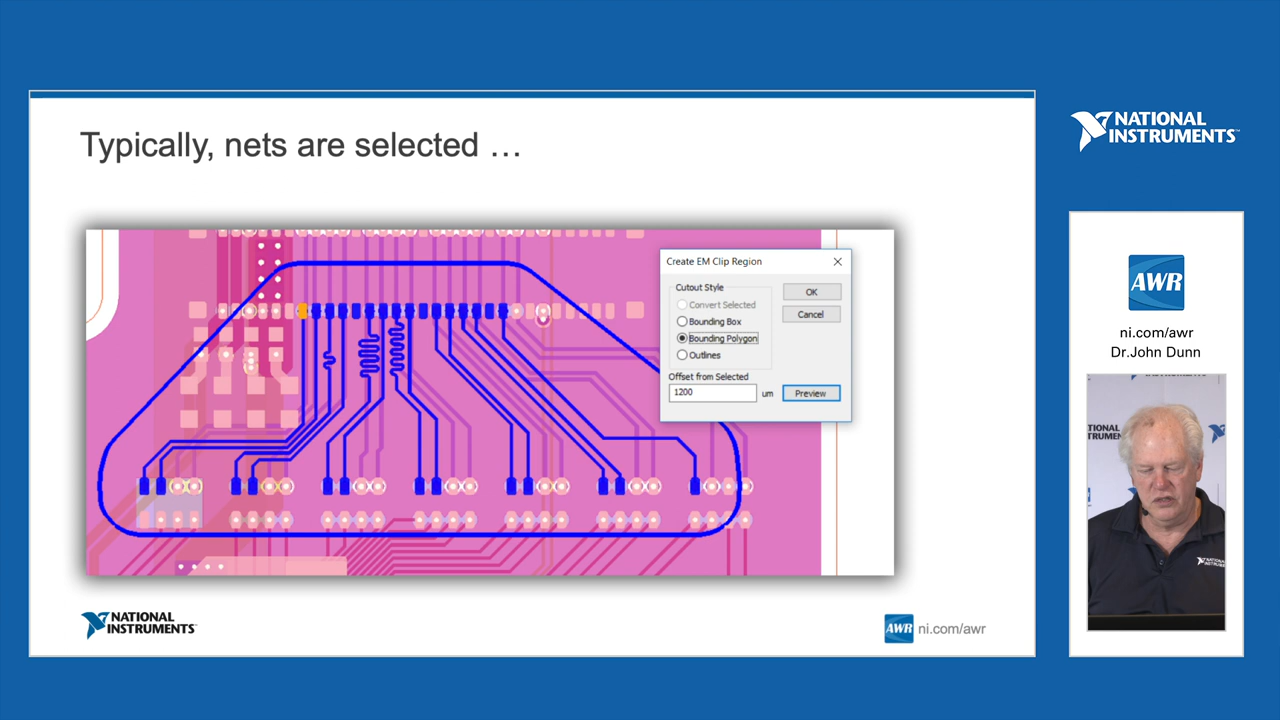 Typically, nets are selected …
Create EM Clip Region
Cutout Style
Convert Selected
Bounding Box
Bounding Polygon
Outlines
Offset from Selected
1200
um
OK
Cancel
Preview
NATIONAL
INSTRUMENTS
AWR
ni.com/awr
NATIONAL
INSTRUMENTS™
AWR
ni.com/awr
Dr.John Dunn
NATIONAL
INSTRUMENTS